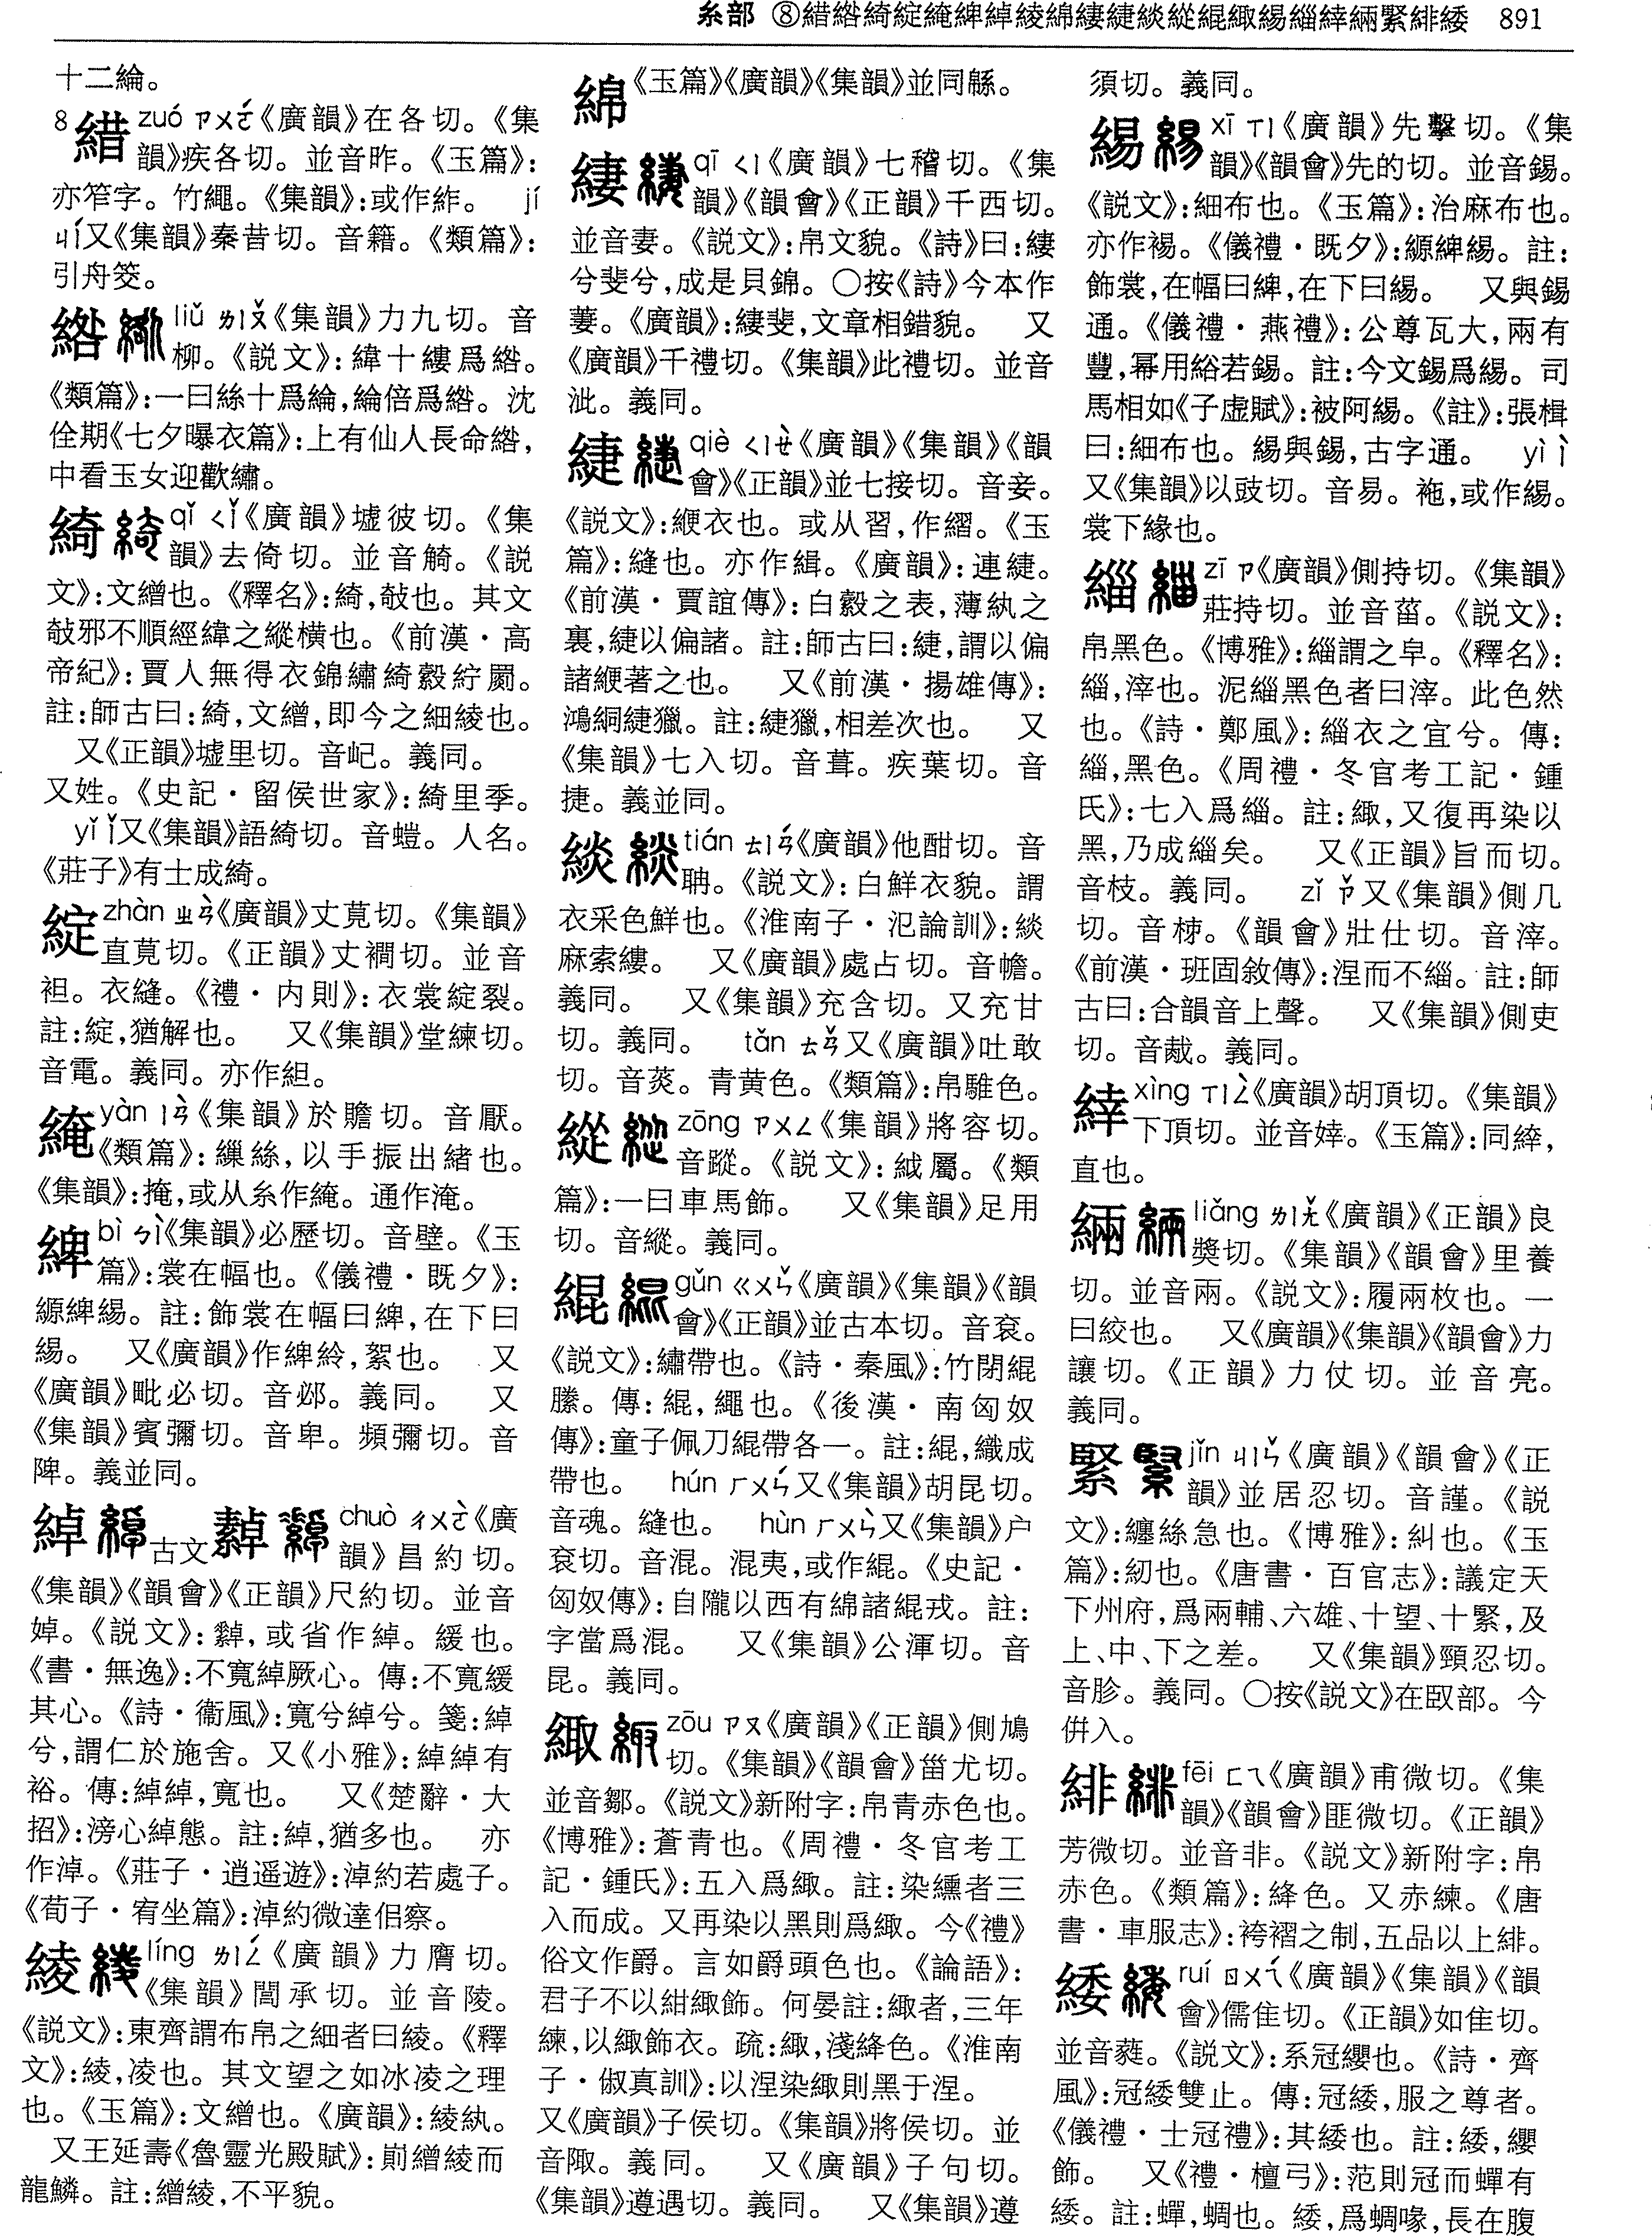 糸部 ⑧繒綹綺綻綩綼綽綾綿縷緁緂縱緄緅緆緇緈緉緊緋緌 891
十二綸。
8 䊝 zuó ㄗㄨㄛˊ《廣韻》在各切。《集
韻》疾各切。並音昨。《玉篇》:
亦笮字。竹繩。《集韻》:或作筰。 jí
ㄐㄧˊ又《集韻》秦昔切。音籍。《類篇》:
引舟筊。
綹 liǔ ㄌㄧㄡˇ《集韻》力九切。音
柳。《説文》:緯十縷爲綹。
《類篇》:一曰絲十爲綸,綸倍爲綹。沈
佺期《七夕曝衣篇》:上有仙人長命綹,
中看玉女迎歡繡。
綺 qǐ ㄑㄧˇ《廣韻》墟彼切。《集
韻》去倚切。並音觭。《説
文》:文繒也。《釋名》:綺,攲也。其文
攲邪不順經緯之縱橫也。《前漢・高
帝紀》:賈人無得衣錦繡綺縠紵罽。
註:師古曰:綺,文繒,即今之細綾也。
又《正韻》墟里切。音屺。義同。
又姓。《史記・留侯世家》:綺里季。
yǐ ㄧˇ又《集韻》語綺切。音螘。人名。
《莊子》有士成綺。
綻 zhàn ㄓㄢˋ《廣韻》丈莧切。《集韻》
直莧切。《正韻》丈襉切。並音
袒。衣縫。《禮・内則》:衣裳綻裂。
註:綻,猶解也。 又《集韻》堂練切。
音電。義同。亦作組。
綩 yàn ㄧㄢˋ《集韻》於贍切。音厭。
《類篇》:繅絲,以手振出緒也。
《集韻》:掩,或从糸作綩。通作淹。
綼 bì ㄅㄧˋ《集韻》必歷切。音壁。《玉
篇》:裳在幅也。《儀禮・既夕》:
縓綼緆。註:飾裳在幅曰綼,在下曰
緆。 又《廣韻》作綼紟,絮也。 又
《廣韻》毗必切。音邲。義同。 又
《集韻》賓彌切。音卑。頻彌切。音
陴。義並同。
綽 古文 繛 chuò ㄔㄨㄛˋ《廣
韻》昌約切。
《集韻》《韻會》《正韻》尺約切。並音
婥。《説文》:繛,或省作綽。緩也。
《書・無逸》:不寬綽厥心。傳:不寬緩
其心。《詩・衞風》:寬兮綽兮。箋:綽
兮,謂仁於施舍。又《小雅》:綽綽有
裕。傳:綽綽,寬也。 又《楚辭・大
招》:滂心綽態。註:綽,猶多也。 亦
作淖。《莊子・逍遥遊》:淖約若處子。
《荀子・宥坐篇》:淖約微達佀察。
綾 líng ㄌㄧㄥˊ《廣韻》力膺切。
《集韻》閭承切。並音陵。
《説文》:東齊謂布帛之細者曰綾。《釋
文》:綾,凌也。其文望之如冰凌之理
也。《玉篇》:文繒也。《廣韻》:綾紈。
又王延壽《魯靈光殿賦》:崱繒綾而
龍鱗。註:繒綾,不平貌。
綿 《玉篇》《廣韻》《集韻》並同緜。
緀 qī ㄑㄧ《廣韻》七稽切。《集
韻》《韻會》《正韻》千西切。
並音妻。《説文》:帛文貌。《詩》曰:緀
兮斐兮,成是貝錦。○按《詩》今本作
萋。《廣韻》:緀斐,文章相錯貌。 又
《廣韻》千禮切。《集韻》此禮切。並音
泚。義同。
緁 qiè ㄑㄧㄝˋ《廣韻》《集韻》《韻
會》《正韻》並七接切。音妾。
《説文》:緶衣也。或从習,作緝。《玉
篇》:縫也。亦作緝。《廣韻》:連緁。
《前漢・賈誼傳》:白縠之表,薄紈之
裏,緁以偏諸。註:師古曰:緁,謂以偏
諸緶著之也。 又《前漢・揚雄傳》:
鴻絧緁獵。註:緁獵,相差次也。 又
《集韻》七入切。音葺。疾葉切。音
捷。義並同。
緂 tián ㄊㄧㄢˊ《廣韻》他酣切。音
聃。《説文》:白鮮衣貌。謂
衣采色鮮也。《淮南子・氾論訓》:緂
麻索縷。 又《廣韻》處占切。音幨。
義同。 又《集韻》充含切。又充甘
切。義同。 tǎn ㄊㄢˇ又《廣韻》吐敢
切。音菼。青黄色。《類篇》:帛騅色。
緃 zōng ㄗㄨㄥ《集韻》將容切。
音蹤。《説文》:絨屬。《類
篇》:一曰車馬飾。 又《集韻》足用
切。音縱。義同。
緄 gǔn ㄍㄨㄣˇ《廣韻》《集韻》《韻
會》《正韻》並古本切。音衮。
《説文》:繡帶也。《詩・秦風》:竹閉緄
縢。傳:緄,繩也。《後漢・南匈奴
傳》:童子佩刀緄帶各一。註:緄,織成
帶也。 hún ㄏㄨㄣˊ又《集韻》胡昆切。
音魂。縫也。 hùn ㄏㄨㄣˋ又《集韻》户
衮切。音混。混夷,或作緄。《史記・
匈奴傳》:自隴以西有綿諸緄戎。註:
字當爲混。 又《集韻》公渾切。音
昆。義同。
緅 zōu ㄗㄡ《廣韻》《正韻》側鳩
切。《集韻》《韻會》甾尤切。
並音鄒。《説文》新附字:帛青赤色也。
《博雅》:蒼青也。《周禮・冬官考工
記・鍾氏》:五入爲緅。註:染纁者三
入而成。又再染以黑則爲緅。今《禮》
俗文作爵。言如爵頭色也。《論語》:
君子不以紺緅飾。何晏註:緅者,三年
練,以緅飾衣。疏:緅,淺絳色。《淮南
子・俶真訓》:以涅染緅則黑于涅。
又《廣韻》子侯切。《集韻》將侯切。並
音陬。義同。 又《廣韻》子句切。
《集韻》遵遇切。義同。 又《集韻》遵
須切。義同。
緆 xī ㄒㄧ《廣韻》先擊切。《集
韻》《韻會》先的切。並音錫。
《説文》:細布也。《玉篇》:治麻布也。
亦作裼。《儀禮・既夕》:縓綼緆。註:
飾裳,在幅曰綼,在下曰緆。 又與錫
通。《儀禮・燕禮》:公尊瓦大,兩有
豐,冪用綌若錫。註:今文錫爲緆。司
馬相如《子虚賦》:被阿緆。《註》:張楫
曰:細布也。緆與錫,古字通。 yì ㄧˋ
又《集韻》以豉切。音易。袘,或作緆。
裳下緣也。
緇 zī ㄗ《廣韻》側持切。《集韻》
莊持切。並音菑。《説文》:
帛黑色。《博雅》:緇謂之皁。《釋名》:
緇,滓也。泥緇黑色者曰滓。此色然
也。《詩・鄭風》:緇衣之宜兮。傳:
緇,黑色。《周禮・冬官考工記・鍾
氏》:七入爲緇。註:緅,又復再染以
黑,乃成緇矣。 又《正韻》旨而切。
音枝。義同。 zǐ ㄗˇ又《集韻》側几
切。音𣐈。《韻會》壯仕切。音滓。
《前漢・班固敘傳》:涅而不緇。註:師
古曰:合韻音上聲。 又《集韻》側吏
切。音胾。義同。
緈 xìng ㄒㄧㄥˋ《廣韻》胡頂切。《集韻》
下頂切。並音婞。《玉篇》:同緈,
直也。
緉 liǎng ㄌㄧㄤˇ《廣韻》《正韻》良
奬切。《集韻》《韻會》里養
切。並音兩。《説文》:履兩枚也。一
曰絞也。 又《廣韻》《集韻》《韻會》力
讓切。《正韻》力仗切。並音亮。
義同。
緊 jǐn ㄐㄧㄣˇ《廣韻》《韻會》《正
韻》並居忍切。音謹。《説
文》:纏絲急也。《博雅》:糾也。《玉
篇》:紉也。《唐書・百官志》:議定天
下州府,爲兩輔、六雄、十望、十緊,及
上、中、下之差。 又《集韻》頸忍切。
音胗。義同。○按《説文》在臤部。今
倂入。
緋 fēi ㄈㄟ《廣韻》甫微切。《集
韻》《韻會》匪微切。《正韻》
芳微切。並音非。《説文》新附字:帛
赤色。《類篇》:絳色。又赤練。《唐
書・車服志》:袴褶之制,五品以上緋。
緌 ruí ㄖㄨㄟˊ《廣韻》《集韻》《韻
會》儒隹切。《正韻》如隹切。
並音蕤。《説文》:系冠纓也。《詩・齊
風》:冠緌雙止。傳:冠緌,服之尊者。
《儀禮・士冠禮》:其緌也。註:緌,纓
飾。 又《禮・檀弓》:范則冠而蟬有
緌。註:蟬,蜩也。緌,爲蜩喙,長在腹